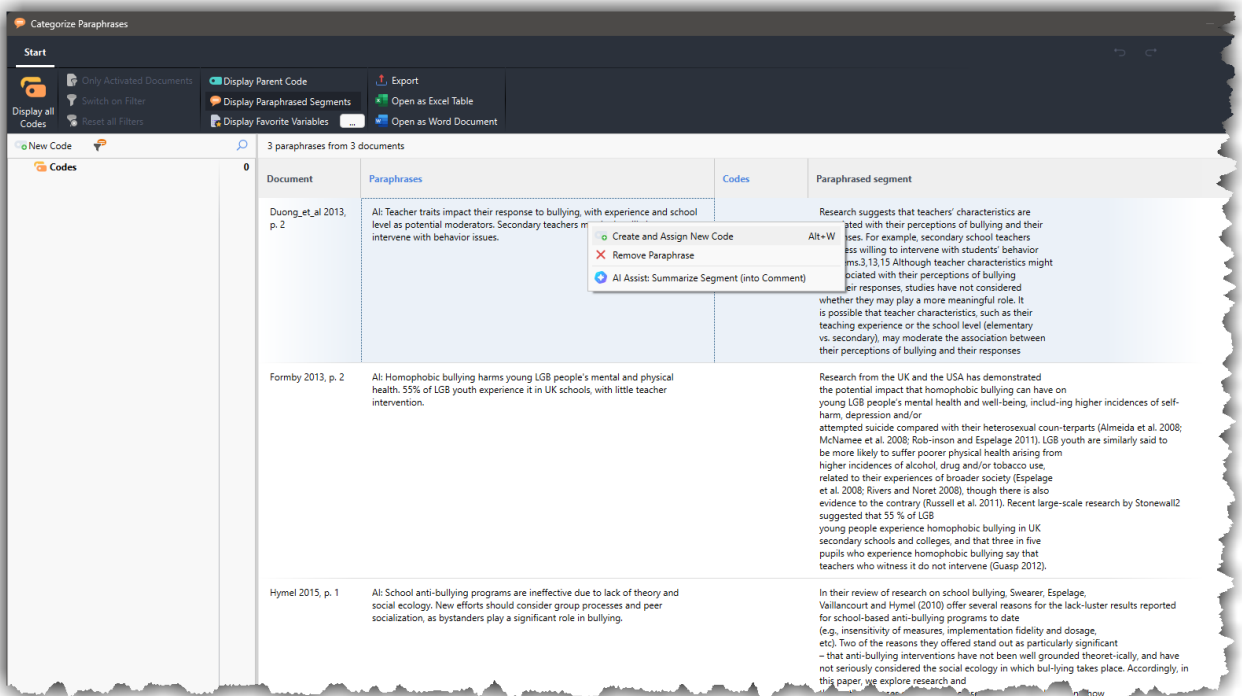 Categorize Paraphrases
Start
Display all
Codes
Only Activated Documents
Switch on Filter
Reset all Filters
Display Parent Code
Display Paraphrased Segments
Display Favorite Variables ...
Export
Open as Excel Table
Open as Word Document
New Code
Codes 0
3 paraphrases from 3 documents
Document Paraphrases Codes Paraphrased segment
Duong_et_al 2013,
p. 2
AI: Teacher traits impact their response to bullying, with experience and school
level as potential moderators. Secondary teachers
intervene with behavior issues.
Create and Assign New Code Alt+W
Remove Paraphrase
AI Assist: Summarize Segment (into Comment)
Research suggests that teachers' characteristics are
ated with their perceptions of bullying and their
ses. For example, secondary school teachers
ess willing to intervene with students' behavior
ms.3,13,15 Although teacher characteristics might
ociated with their perceptions of bullying
eir responses, studies have not considered
whether they may play a more meaningful role. It
is possible that teacher characteristics, such as their
teaching experience or the school level (elementary
vs. secondary), may moderate the association between
their perceptions of bullying and their responses
Formby 2013, p. 2
AI: Homophobic bullying harms young LGB people's mental and physical
health. 55% of LGB youth experience it in UK schools, with little teacher
intervention.
Research from the UK and the USA has demonstrated
the potential impact that homophobic bullying can have on
young LGB people's mental health and well-being, includ-ing higher incidences of self-
harm, depression and/or
attempted suicide compared with their heterosexual coun-terparts (Almeida et al. 2008;
McNamee et al. 2008; Rob-inson and Espelage 2011). LGB youth are similarly said to
be more likely to suffer poorer physical health arising from
higher incidences of alcohol, drug and/or tobacco use,
related to their experiences of broader society (Espelage
et al. 2008; Rivers and Noret 2008), though there is also
evidence to the contrary (Russell et al. 2011). Recent large-scale research by Stonewall2
suggested that 55 % of LGB
young people experience homophobic bullying in UK
secondary schools and colleges, and that three in five
pupils who experience homophobic bullying say that
teachers who witness it do not intervene (Guasp 2012).
Hymel 2015, p. 1
AI: School anti-bullying programs are ineffective due to lack of theory and
social ecology. New efforts should consider group processes and peer
socialization, as bystanders play a significant role in bullying.
In their review of research on school bullying, Swearer, Espelage,
Vaillancourt and Hymel (2010) offer several reasons for the lack-luster results reported
for school-based anti-bullying programs to date
(e.g., insensitivity of measures, implementation fidelity and dosage,
etc). Two of the reasons they offered stand out as particularly significant
– that anti-bullying interventions have not been well grounded theoret-ically, and have
not seriously considered the social ecology in which bul-lying takes place. Accordingly, in
this paper, we explore research and